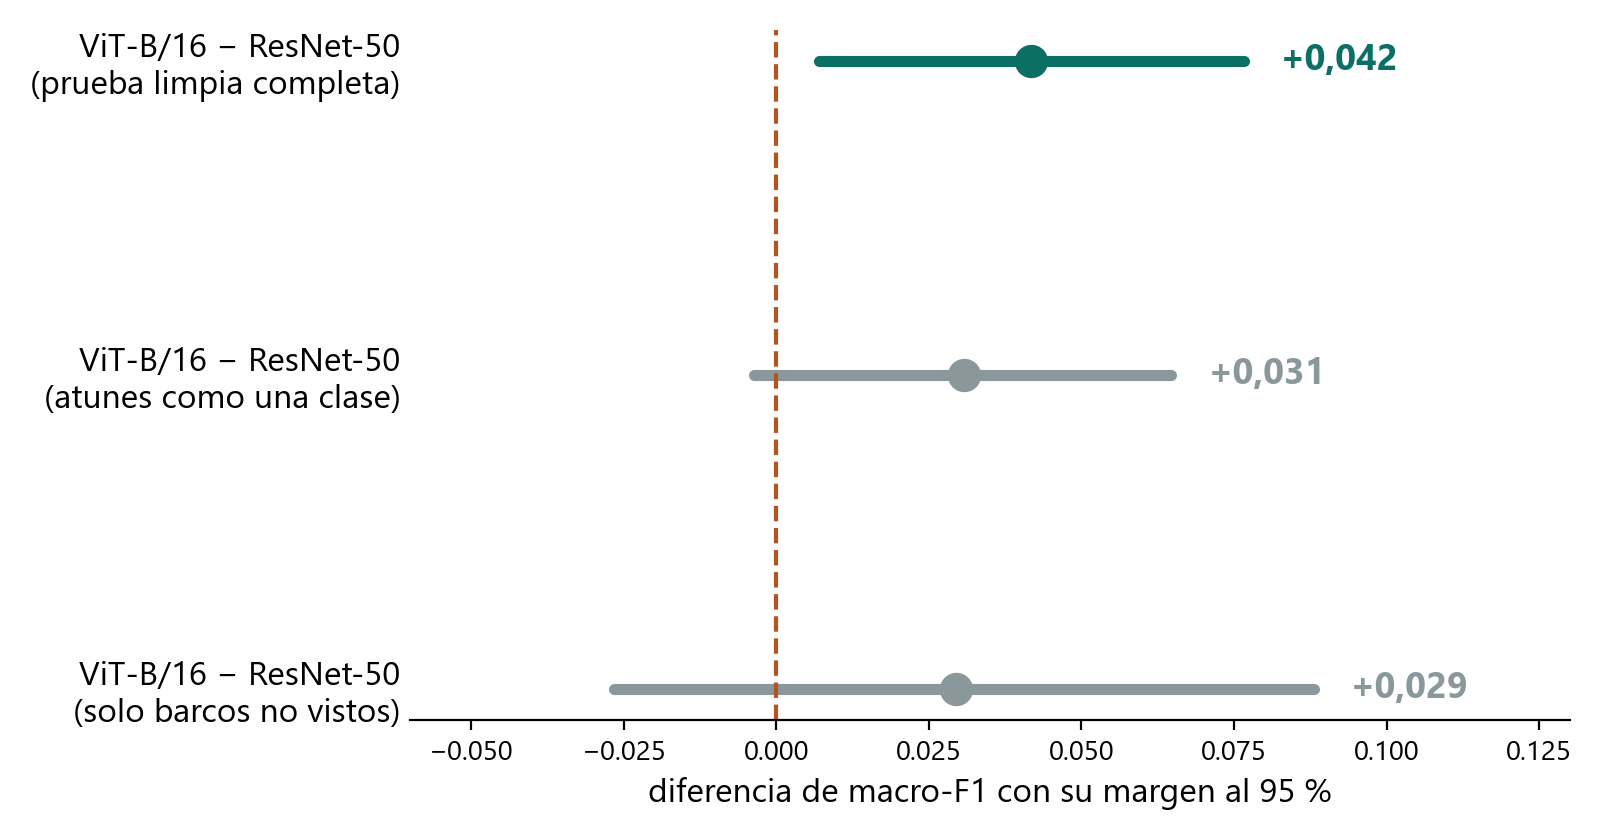 ViT-B/16 − ResNet-50
(prueba limpia completa)
+0,042
ViT-B/16 − ResNet-50
(atunes como una clase)
+0,031
ViT-B/16 − ResNet-50
(solo barcos no vistos)
+0,029
−0.050 −0.025 0.000 0.025 0.050 0.075 0.100 0.125
diferencia de macro-F1 con su margen al 95 %